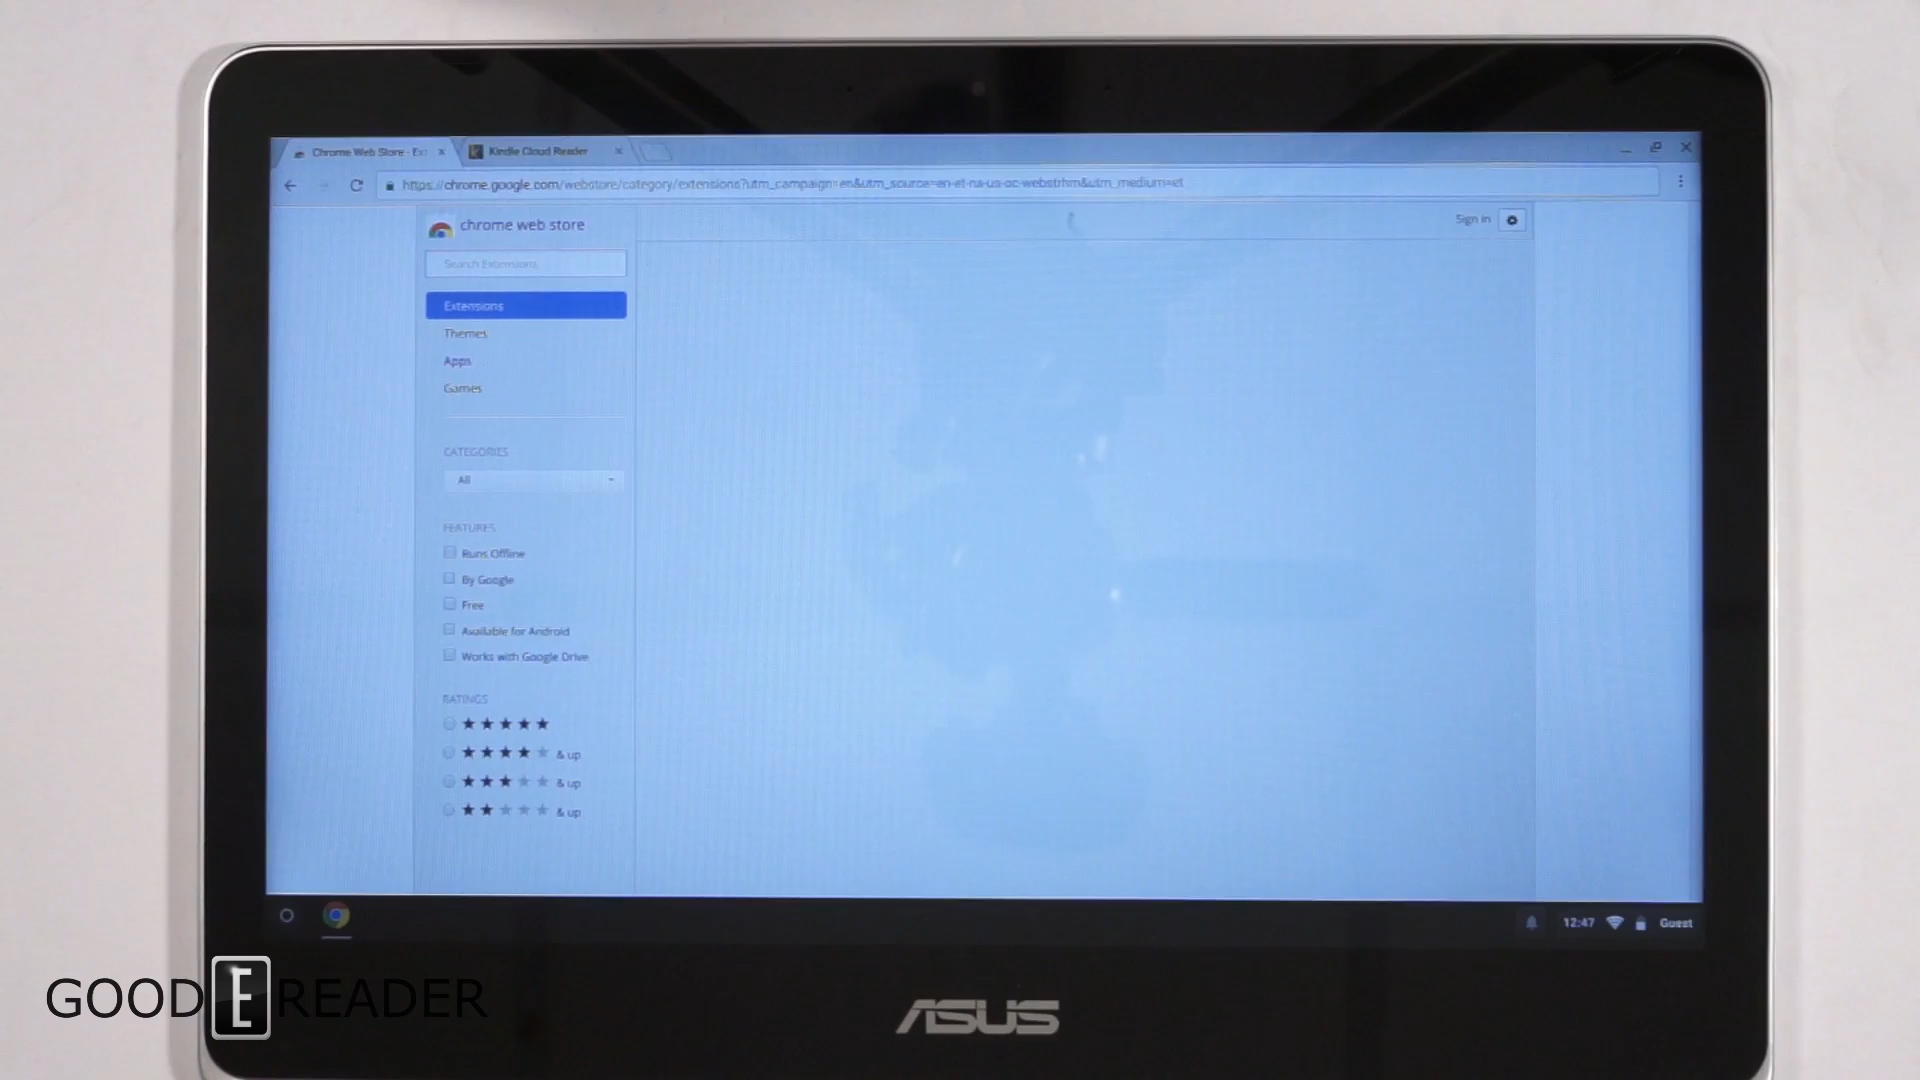 Chrome Web Store - Ext
Kindle Cloud Reader
https://chrome.google.com/webstore/category/extensions?utm_campaign=en&utm_source=en-et-na-us-oc-webstrhm&utm_medium=et
chrome web store
Sign in
Search Extensions
Extensions
Themes
Apps
Games
CATEGORIES
All
FEATURES
Runs Offline
By Google
Free
Available for Android
Works with Google Drive
RATINGS
& up
& up
& up
12:47
Guest
GOOD E READER
ASUS